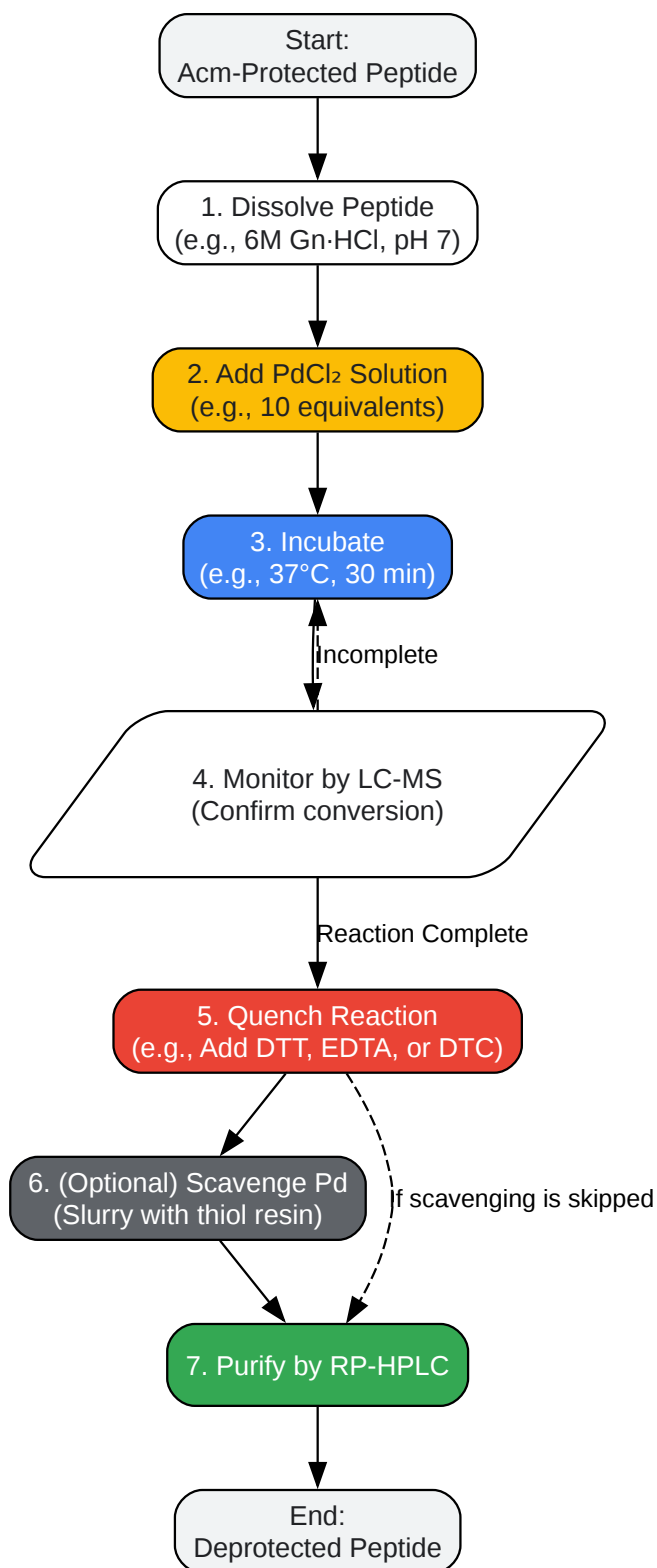 Start:
Acm-Protected Peptide
1. Dissolve Peptide
(e.g., 6M Gn·HCl, pH 7)
2. Add PdCl₂ Solution
(e.g., 10 equivalents)
3. Incubate
(e.g., 37°C, 30 min)
Incomplete
4. Monitor by LC-MS
(Confirm conversion)
Reaction Complete
5. Quench Reaction
(e.g., Add DTT, EDTA, or DTC)
6. (Optional) Scavenge Pd
(Slurry with thiol resin)
If scavenging is skipped
7. Purify by RP-HPLC
End:
Deprotected Peptide